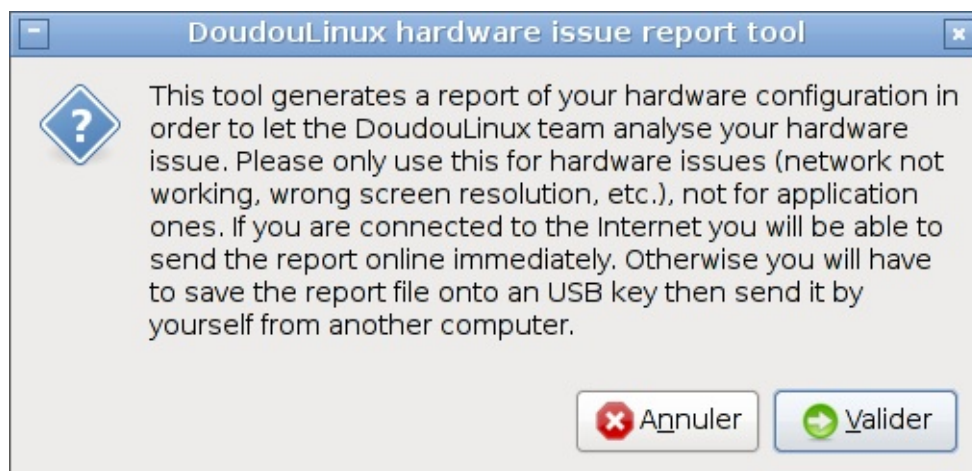 DoudouLinux hardware issue report tool
This tool generates a report of your hardware configuration in
order to let the DoudouLinux team analyse your hardware
issue. Please only use this for hardware issues (network not
working, wrong screen resolution, etc.), not for application
ones. If you are connected to the Internet you will be able to
send the report online immediately. Otherwise you will have
to save the report file onto an USB key then send it by
yourself from another computer.
Annuler Valider